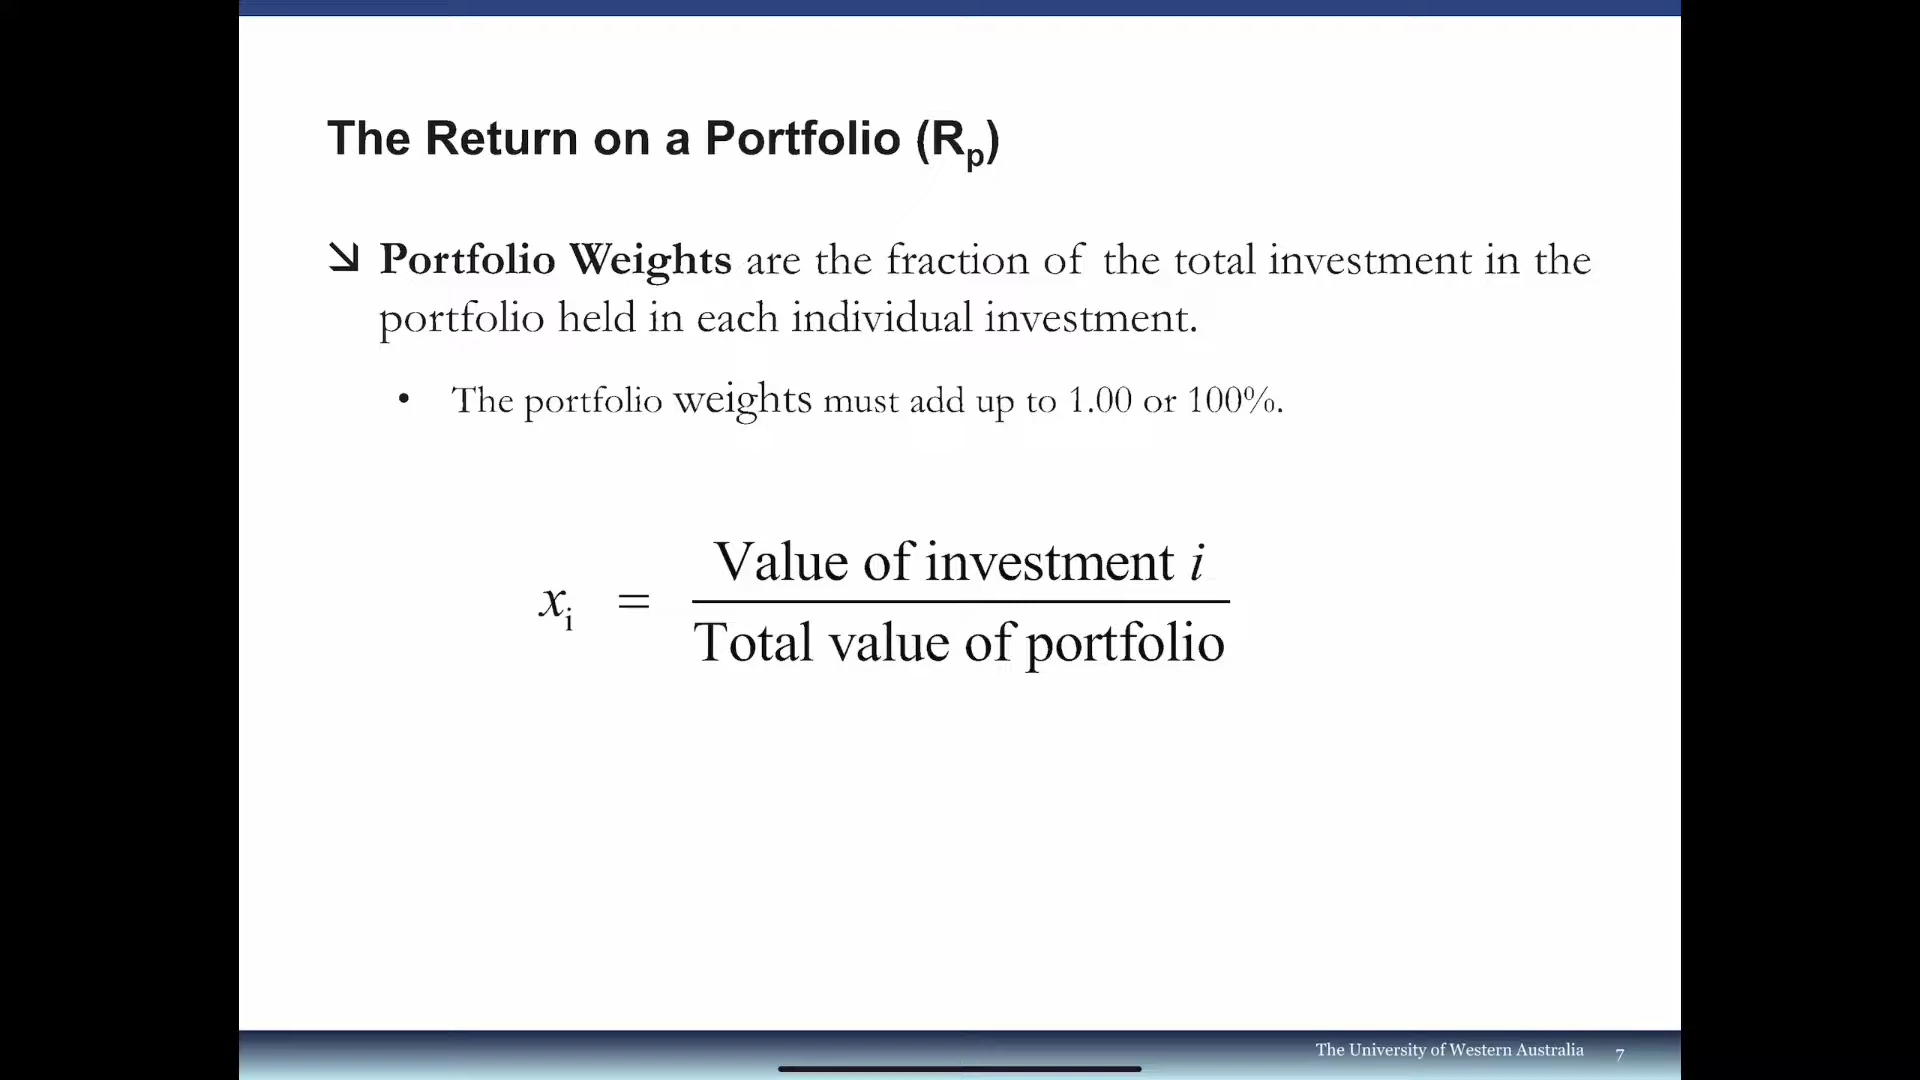 The Return on a Portfolio (Rp)
↘ Portfolio Weights are the fraction of the total investment in the
portfolio held in each individual investment.
• The portfolio weights must add up to 1.00 or 100%.
xi = Value of investment i / Total value of portfolio
The University of Western Australia 7